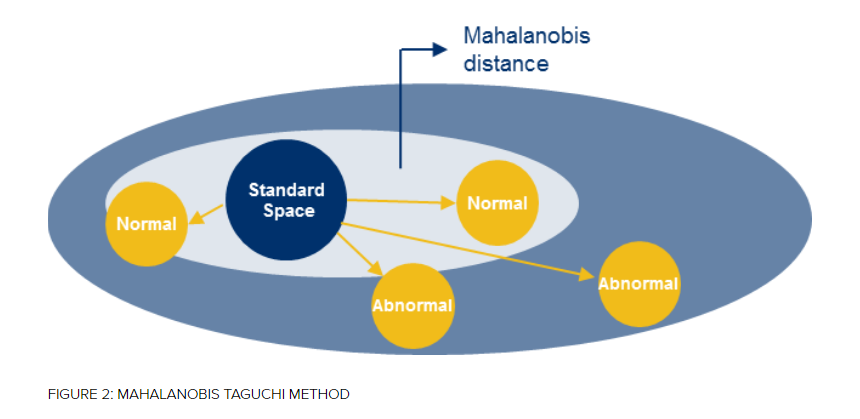 Mahalanobis
distance
Standard
Space
Normal
Normal
Abnormal
Abnormal
FIGURE 2: MAHALANOBIS TAGUCHI METHOD